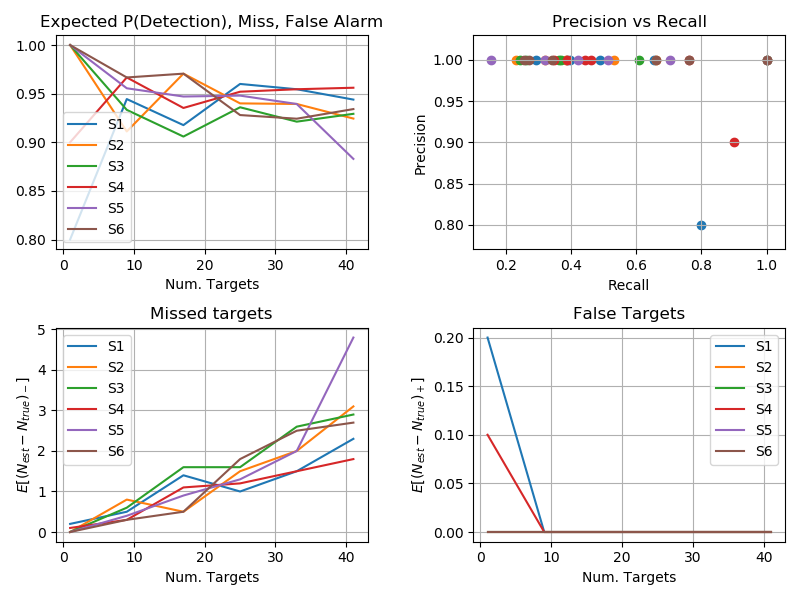 Expected P(Detection), Miss, False Alarm
1.00
0.95
0.90
0.85
0.80
S1
S2
S3
S4
S5
S6
0 10 20 30 40
Num. Targets
Precision vs Recall
Precision
1.00
0.95
0.90
0.85
0.80
0.2 0.4 0.6 0.8 1.0
Recall
Missed targets
E[(N_est − N_true)_−]
5
4
3
2
1
0
S1
S2
S3
S4
S5
S6
0 10 20 30 40
Num. Targets
False Targets
E[(N_est − N_true)_+]
0.20
0.15
0.10
0.05
0.00
S1
S2
S3
S4
S5
S6
0 10 20 30 40
Num. Targets